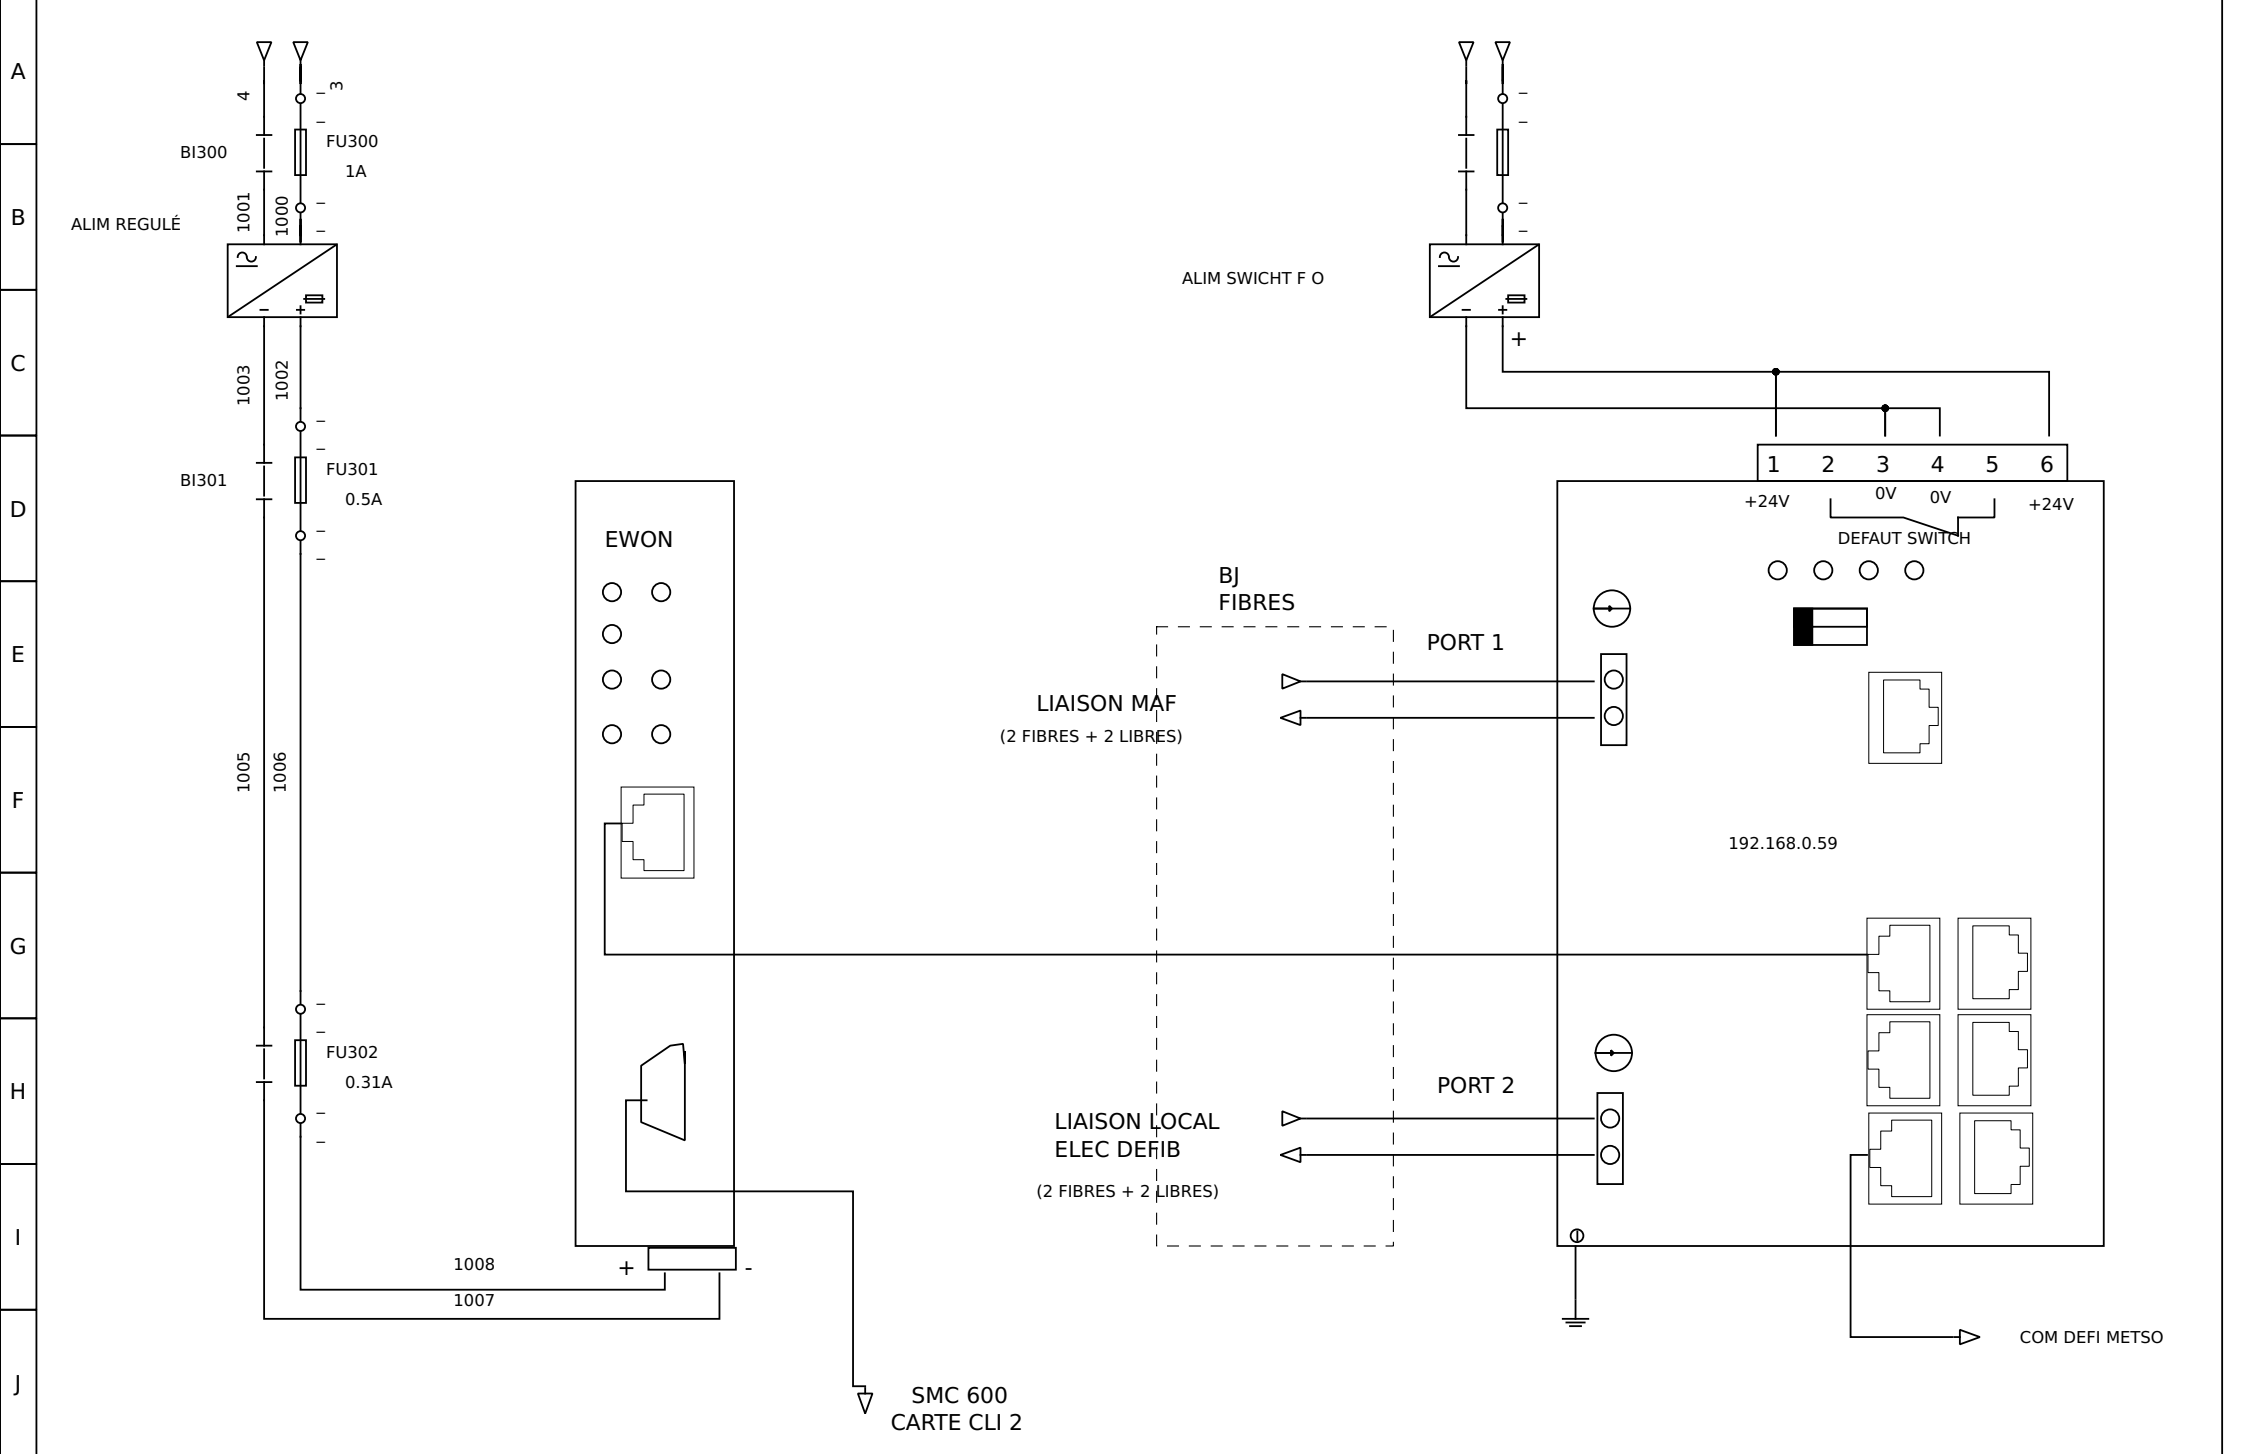 A
B
C
D
E
F
G
H
I
J
4
3
BI300
FU300
1A
1001
1000
ALIM REGULÉ
−
+
1003
1002
BI301
FU301
0.5A
1005
1006
FU302
0.31A
1008
1007
EWON
+
-
SMC 600
CARTE CLI 2
ALIM SWICHT F O
−
+
+
BJ
FIBRES
PORT 1
LIAISON MAF
(2 FIBRES + 2 LIBRES)
PORT 2
LIAISON LOCAL
ELEC DEFIB
(2 FIBRES + 2 LIBRES)
1 2 3 4 5 6
+24V 0V 0V +24V
DEFAUT SWITCH
192.168.0.59
COM DEFI METSO